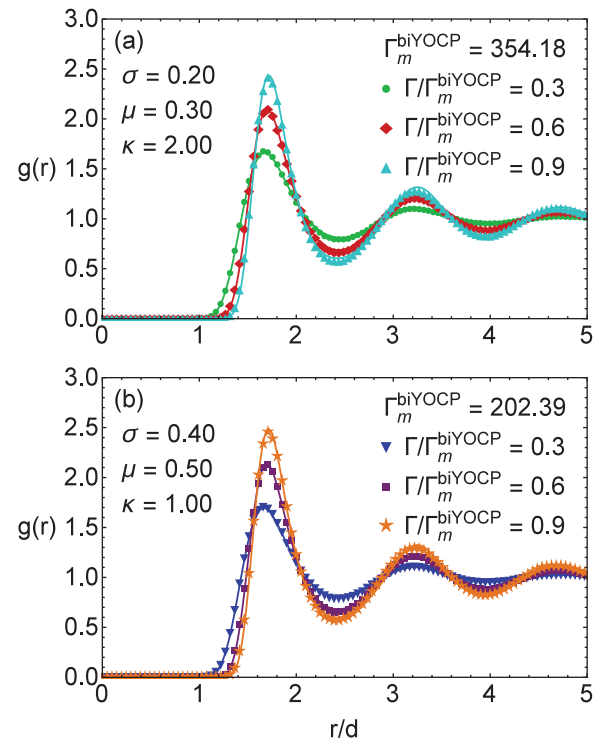 (a)
σ = 0.20
μ = 0.30
κ = 2.00
Γ_m^biYOCP = 354.18
Γ/Γ_m^biYOCP = 0.3
Γ/Γ_m^biYOCP = 0.6
Γ/Γ_m^biYOCP = 0.9
g(r)
3.0
2.5
2.0
1.5
1.0
0.5
0.0
0 1 2 3 4 5
(b)
σ = 0.40
μ = 0.50
κ = 1.00
Γ_m^biYOCP = 202.39
Γ/Γ_m^biYOCP = 0.3
Γ/Γ_m^biYOCP = 0.6
Γ/Γ_m^biYOCP = 0.9
g(r)
3.0
2.5
2.0
1.5
1.0
0.5
0.0
0 1 2 3 4 5
r/d